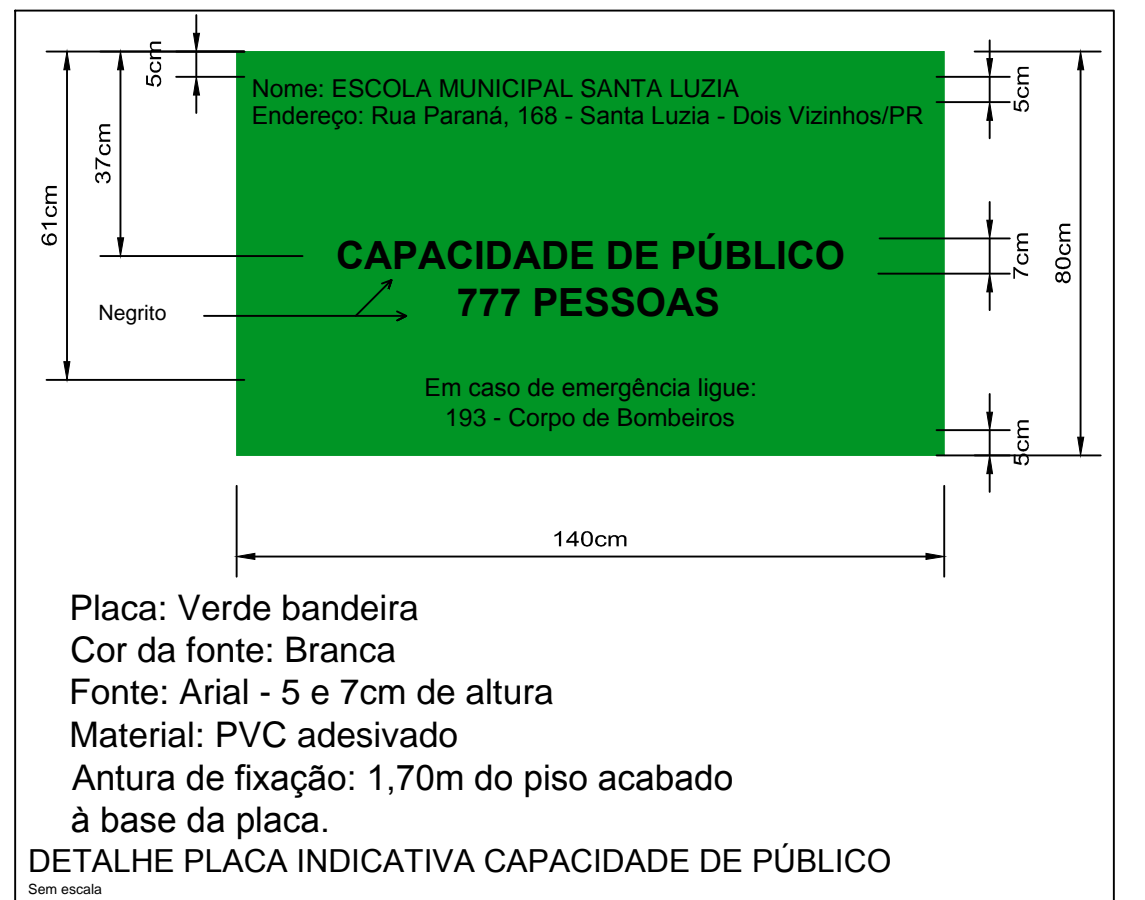 5cm
Nome: ESCOLA MUNICIPAL SANTA LUZIA
Endereço: Rua Paraná, 168 - Santa Luzia - Dois Vizinhos/PR
5cm
37cm
61cm
CAPACIDADE DE PÚBLICO
777 PESSOAS
7cm
80cm
Negrito
Em caso de emergência ligue:
193 - Corpo de Bombeiros
5cm
140cm
Placa: Verde bandeira
Cor da fonte: Branca
Fonte: Arial - 5 e 7cm de altura
Material: PVC adesivado
Antura de fixação: 1,70m do piso acabado
à base da placa.
DETALHE PLACA INDICATIVA CAPACIDADE DE PÚBLICO
Sem escala